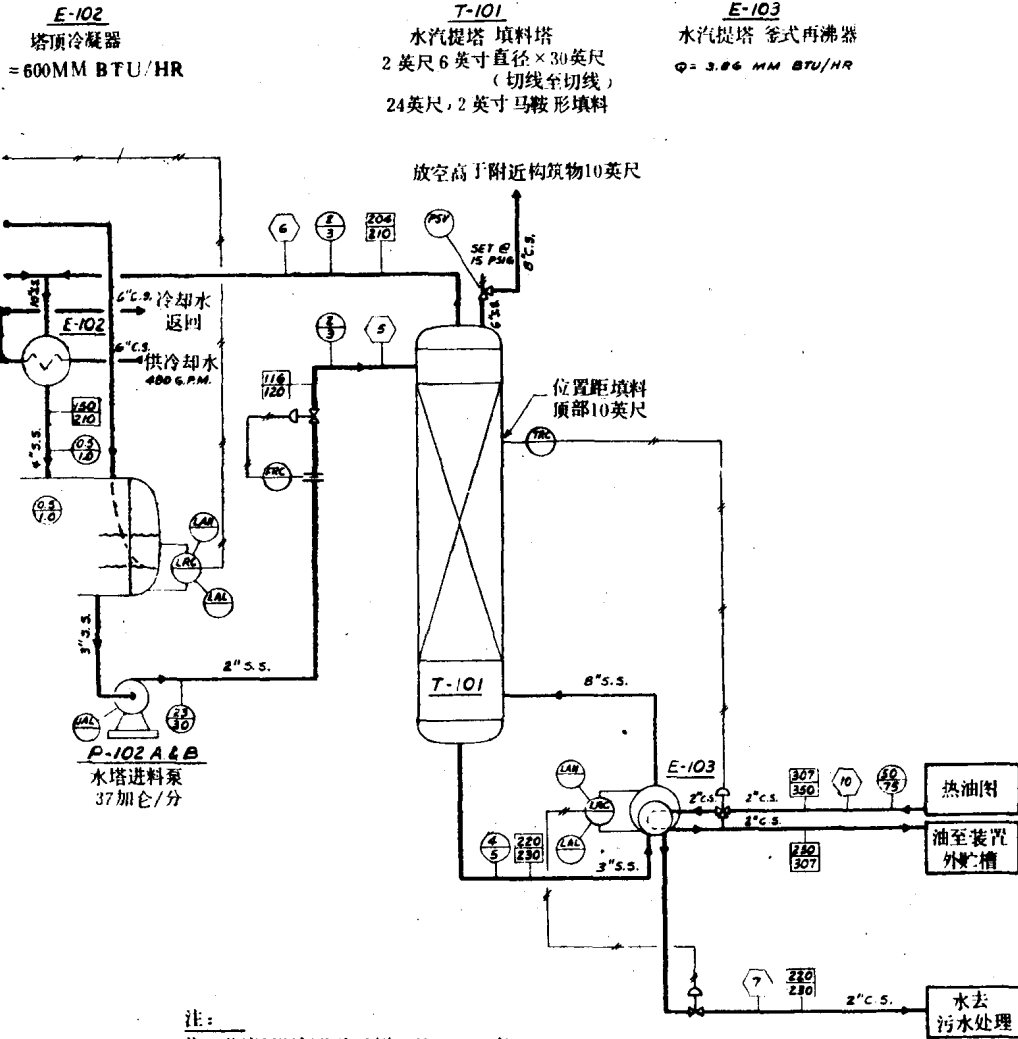 E-102
塔顶冷凝器
=600MM BTU/HR
T-101
水汽提塔 填料塔
2英尺6英寸直径×30英尺
(切线至切线)
24英尺,2英寸马鞍形填料
E-103
水汽提塔 釜式再沸器
Q= 3.86 MM BTU/HR
放空高于附近构筑物10英尺
6
2
3
204
210
PSV
SET @
15 PSIG
8"C.S.
6"S.S.
10"S.S.
6"C.S.
冷却水
返回
E-102
6"C.S.
供冷却水
480 G.P.M.
2
3
5
116
120
位置距填料
顶部10英尺
TRC
150
210
4"S.S.
0.5
1.0
FRC
0.5
1.0
LAH
LRC
LAL
3"S.S.
2"S.S.
T-101
8"S.S.
UAL
25
30
P-102 A & B
水塔进料泵
37加仑/分
E-103
LAH
LRC
LAL
307
350
10
50
75
热油图
2"C.S.
2"C.S.
2"C.S.
油至装置
外贮槽
230
307
4
5
220
230
3"S.S.
7
220
230
2"C.S.
水去
污水处理
注: